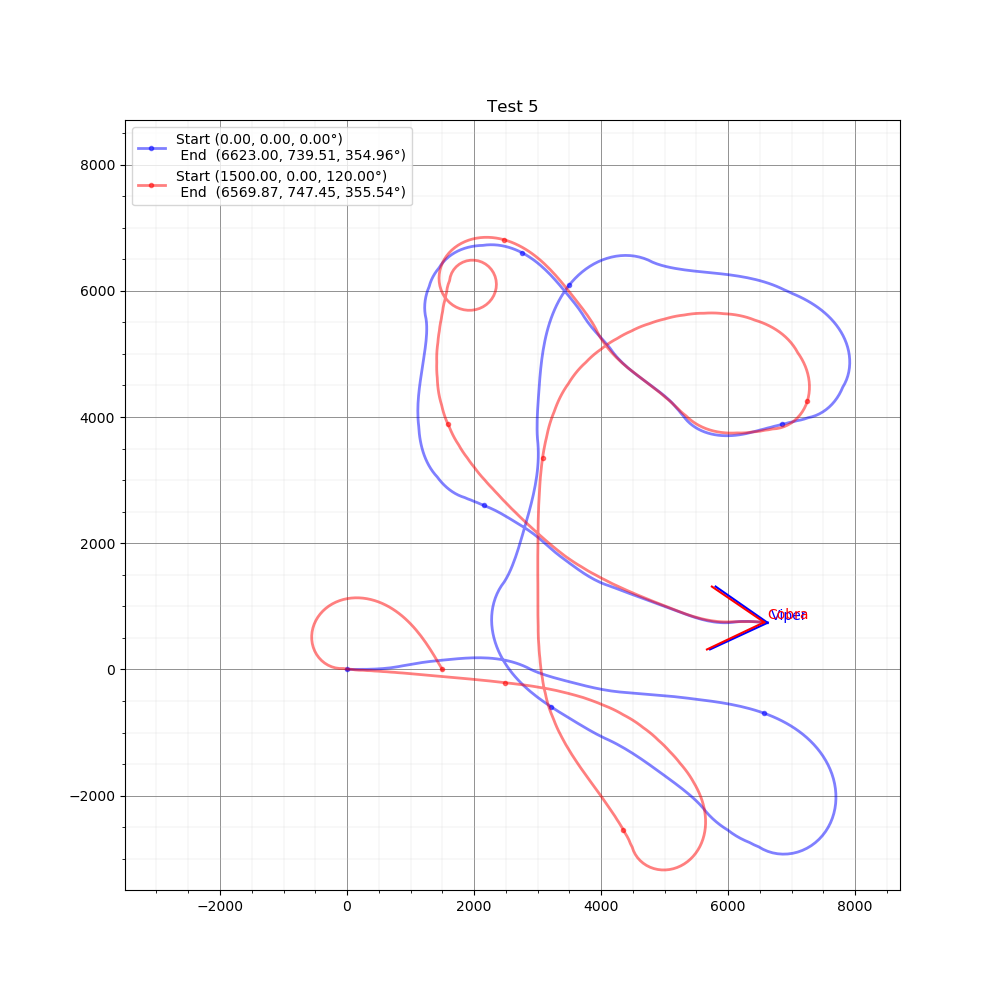 Test 5
Start (0.00, 0.00, 0.00°)
End (6623.00, 739.51, 354.96°)
Start (1500.00, 0.00, 120.00°)
End (6569.87, 747.45, 355.54°)
8000
6000
4000
2000
0
−2000
Cobra
Viper
−2000
0
2000
4000
6000
8000